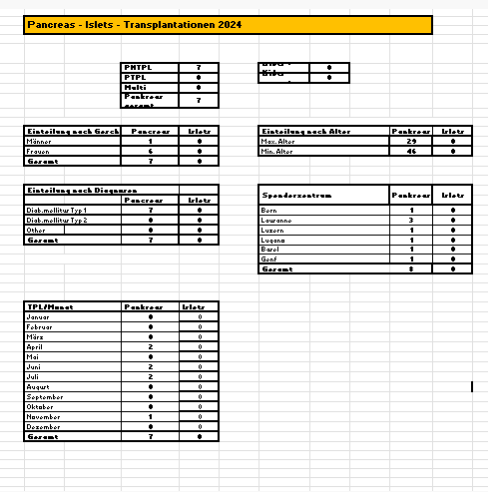 Pancreas - Islets - Transplantationen 2024
PNTPL 7
PTPL 0
Multi 0
Pankreas gesamt 7
0
0
Einteilung nach Gesch Pancreas Islets
Männer 1 0
Frauen 6 0
Gesamt 7 0
Einteilung nach Alter Pankreas Islets
Max. Alter 29 0
Min. Alter 46 0
Einteilung nach Diagnosen
Pancreas Islets
Diab.mellitus Typ 1 7 0
Diab.mellitus Typ 2 0 0
Other 0 0
Gesamt 7 0
Spenderzentrum Pankreas Islets
Bern 1 0
Lausanne 3 0
Luzern 1 0
Lugano 1 0
Basel 1 0
Genf 1 0
Gesamt 8 0
TPL/Monat Pankreas Islets
Januar 0 0
Februar 0 0
März 0 0
April 2 0
Mai 0 0
Juni 2 0
Juli 2 0
August 0 0
September 0 0
Oktober 0 0
November 1 0
Dezember 0 0
Gesamt 7 0